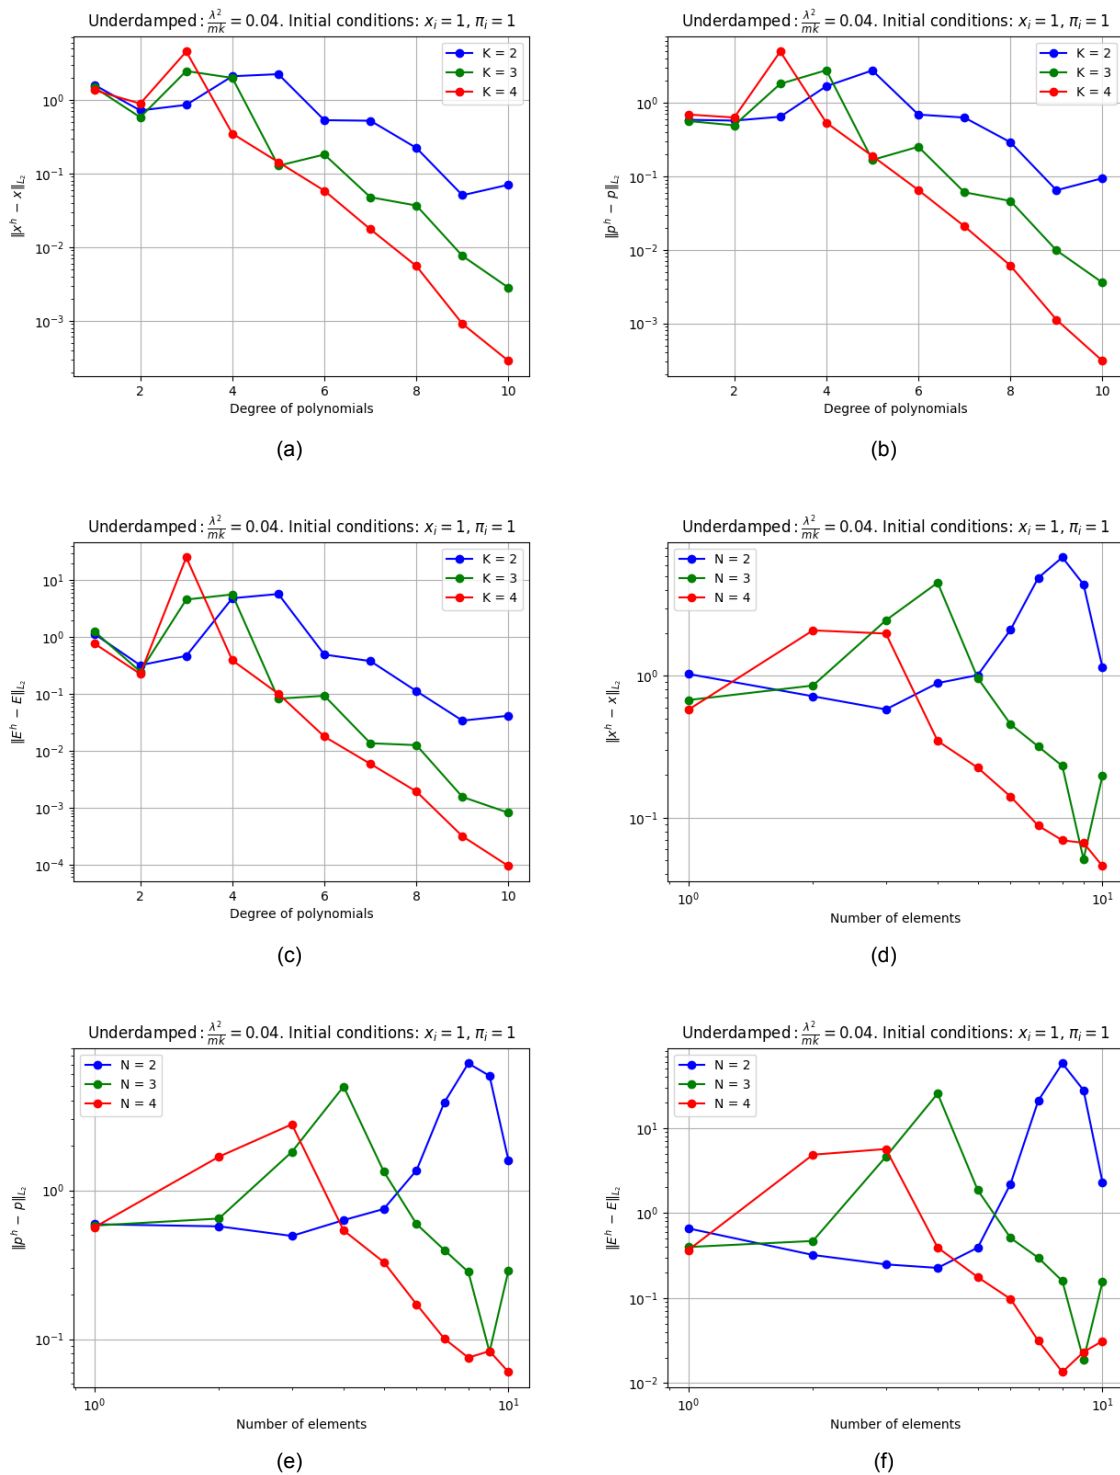 Underdamped: λ²/mk = 0.04. Initial conditions: xᵢ = 1, πᵢ = 1
K = 2
K = 3
K = 4
10⁰
10⁻¹
10⁻²
10⁻³
‖xʰ − x‖L₂
2 4 6 8 10
Degree of polynomials
(a)
Underdamped: λ²/mk = 0.04. Initial conditions: xᵢ = 1, πᵢ = 1
K = 2
K = 3
K = 4
10⁰
10⁻¹
10⁻²
10⁻³
‖pʰ − p‖L₂
2 4 6 8 10
Degree of polynomials
(b)
Underdamped: λ²/mk = 0.04. Initial conditions: xᵢ = 1, πᵢ = 1
K = 2
K = 3
K = 4
10¹
10⁰
10⁻¹
10⁻²
10⁻³
10⁻⁴
‖Eʰ − E‖L₂
2 4 6 8 10
Degree of polynomials
(c)
Underdamped: λ²/mk = 0.04. Initial conditions: xᵢ = 1, πᵢ = 1
N = 2
N = 3
N = 4
10⁰
10⁻¹
‖xʰ − x‖L₂
10⁰ 10¹
Number of elements
(d)
Underdamped: λ²/mk = 0.04. Initial conditions: xᵢ = 1, πᵢ = 1
N = 2
N = 3
N = 4
10⁰
10⁻¹
‖pʰ − p‖L₂
10⁰ 10¹
Number of elements
(e)
Underdamped: λ²/mk = 0.04. Initial conditions: xᵢ = 1, πᵢ = 1
N = 2
N = 3
N = 4
10¹
10⁰
10⁻¹
10⁻²
‖Eʰ − E‖L₂
10⁰ 10¹
Number of elements
(f)